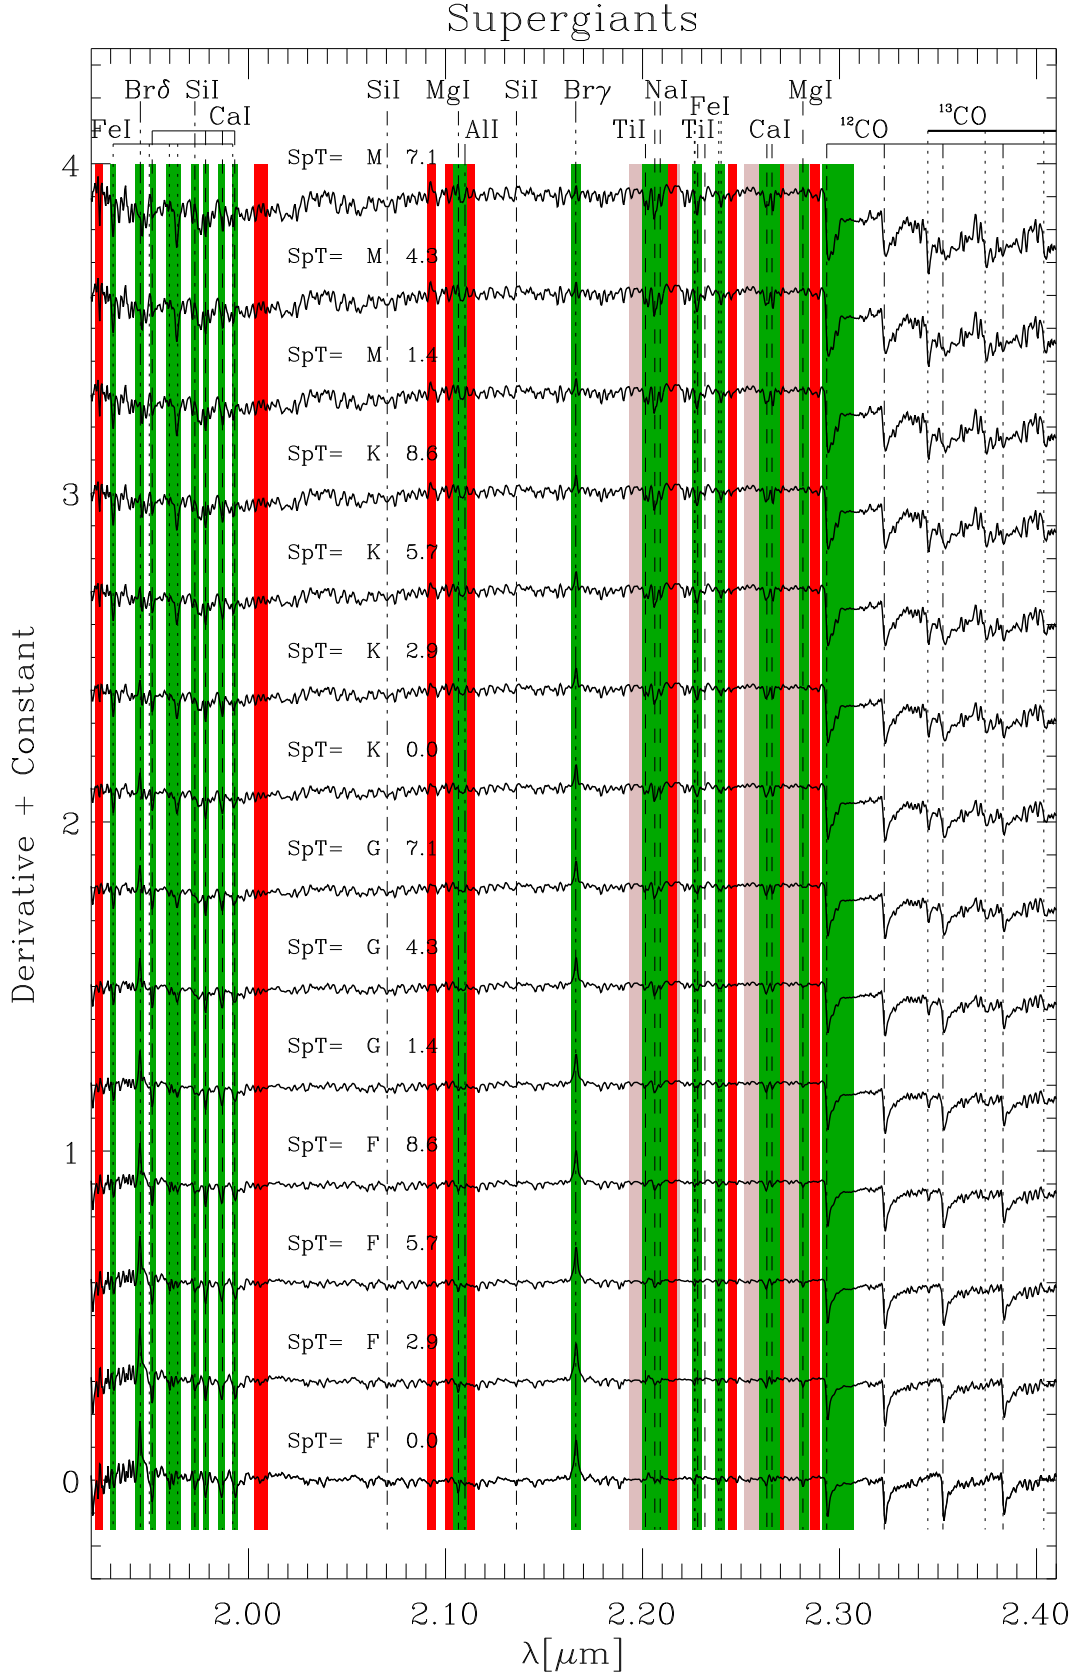 Supergiants
Brδ SiI SiI MgI SiI Brγ NaI MgI
FeI
CaI ¹³CO
FeI AlI TiI TiI CaI ¹²CO
4
SpT= M 7.1
SpT= M 4.3
SpT= M 1.4
SpT= K 8.6
3
SpT= K 5.7
SpT= K 2.9
SpT= K 0.0
2
SpT= G 7.1
SpT= G 4.3
SpT= G 1.4
1
SpT= F 8.6
SpT= F 5.7
SpT= F 2.9
SpT= F 0.0
0
Derivative + Constant
2.00 2.10 2.20 2.30 2.40
λ[μm]